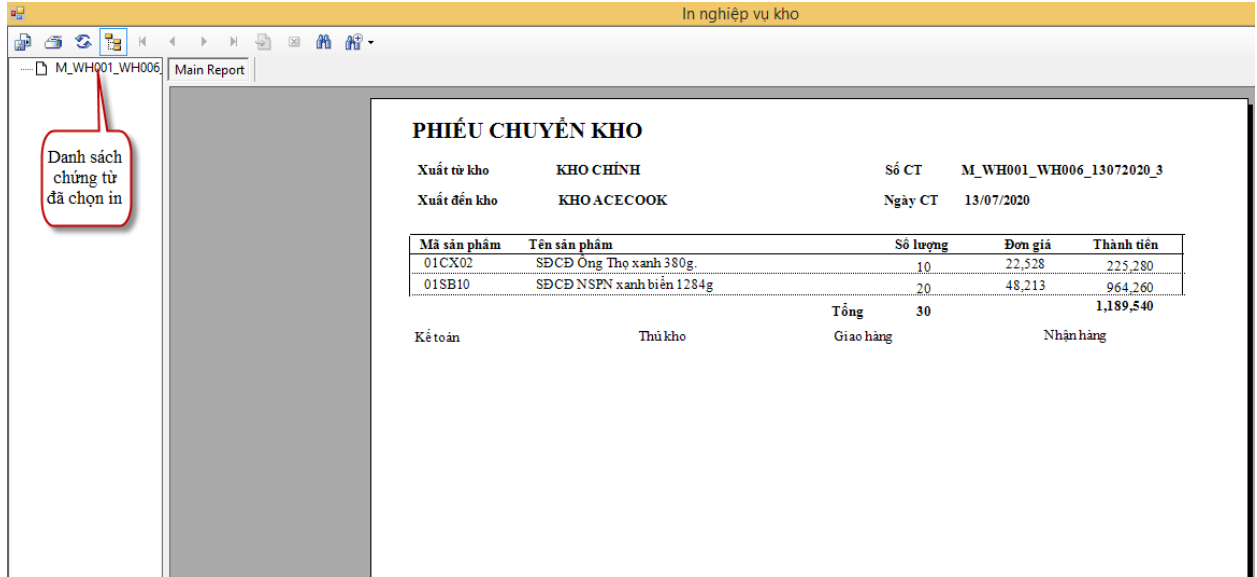 In nghiệp vụ kho
M_WH001_WH006_
Main Report
Danh sách
chứng từ
đã chọn in
PHIẾU CHUYỂN KHO
Xuất từ kho KHO CHÍNH Số CT M_WH001_WH006_13072020_3
Xuất đến kho KHO ACECOOK Ngày CT 13/07/2020
Mã sản phẩm Tên sản phẩm Số lượng Đơn giá Thành tiền
01CX02 SĐCĐ Ông Thọ xanh 380g. 10 22,528 225,280
01SB10 SĐCĐ NSPN xanh biển 1284g 20 48,213 964,260
Tổng 30 1,189,540
Kế toán Thủ kho Giao hàng Nhận hàng